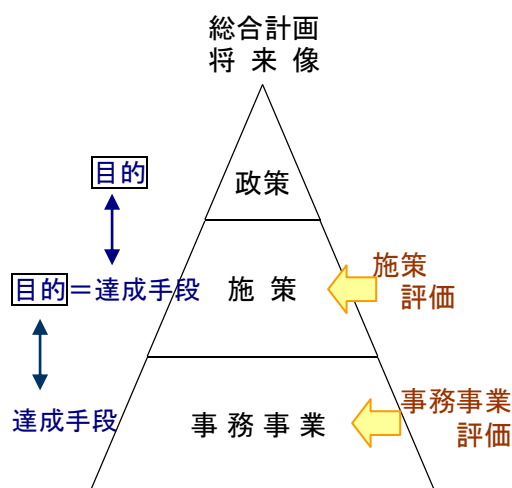 総合計画
将来像
目的
政策
目的＝達成手段
施策
施策
評価
達成手段
事務事業
事務事業
評価